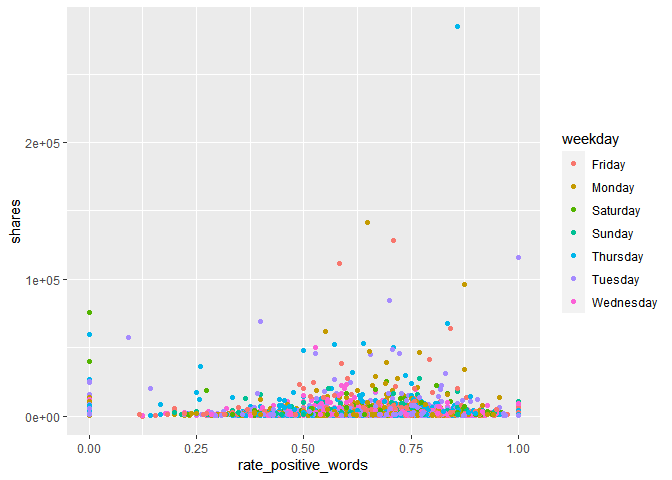 shares
2e+05
1e+05
0e+00
0.00 0.25 0.50 0.75 1.00
rate_positive_words
weekday
Friday
Monday
Saturday
Sunday
Thursday
Tuesday
Wednesday